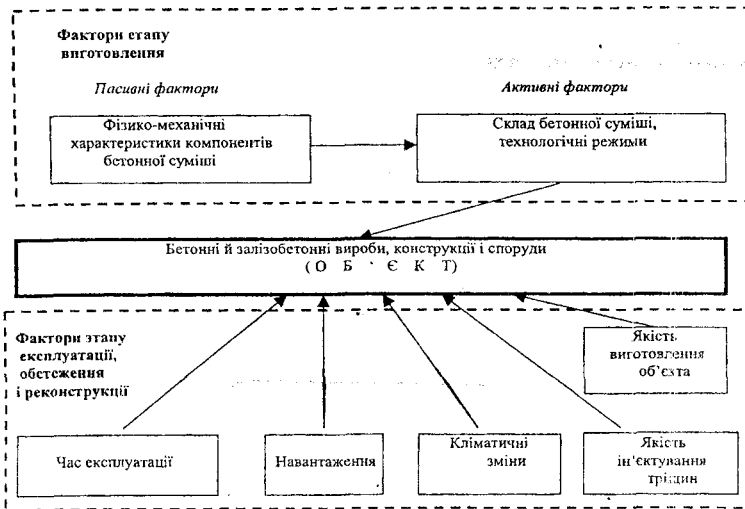 Фактори етапу
виготовлення
Пасивні фактори
Активні фактори
Фізико-механічні
характеристики компонентів
бетонної суміші
Склад бетонної суміші,
технологічні режими
Бетонні й залізобетонні вироби, конструкції і споруди
( О Б ' Є К Т)
Фактори этапу
експлуатації,
обстеження
і реконструкції
Якість
виготовлення
об’єкта
Час експлуатації
Навантаження
Кліматичні
зміни
Якість
ін’єктування
тріщин